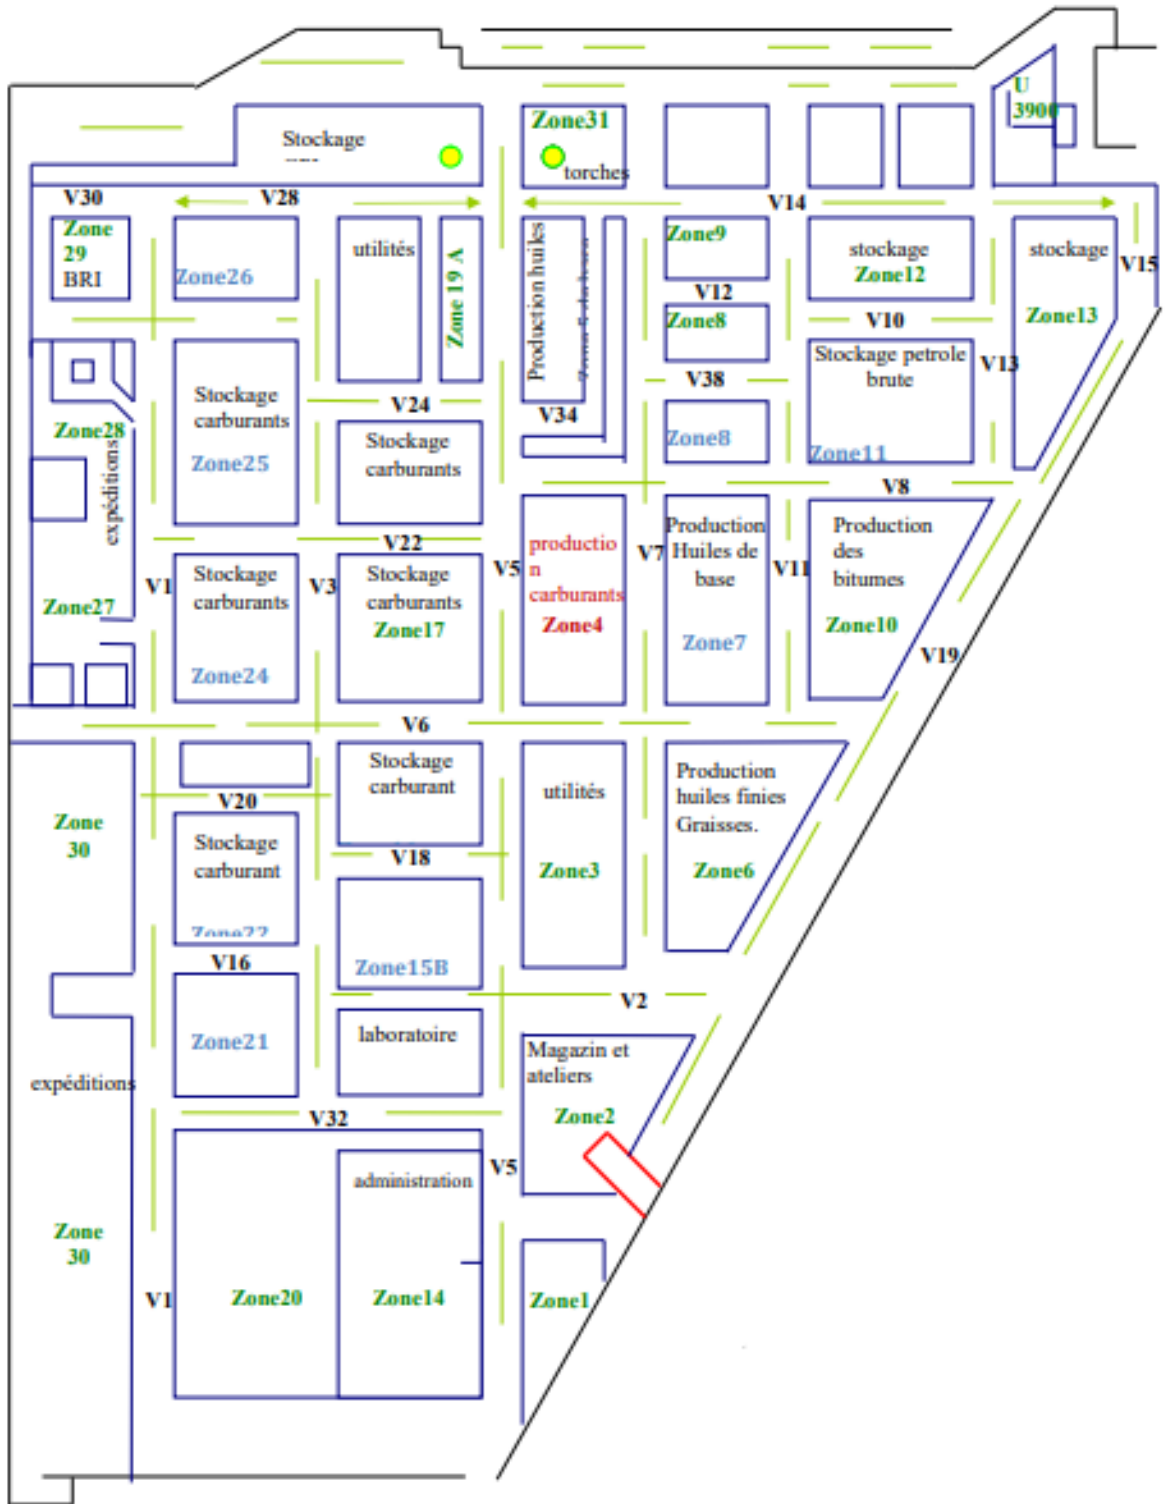 U
3900
Zone31
Stockage
torches
V30
V28
V14
Zone
29
BRI
Zone26
utilités
Zone 19 A
Production huiles
Zone9
stockage
Zone12
stockage
V15
V12
Zone8
V10
Zone13
Stockage petrole
brute
V13
V38
Stockage
carburants
V24
V34
Zone28
Zone25
Stockage
carburants
Zone8
Zone11
expéditions
V8
production
carburants
Zone4
Production
Huiles de
base
Production
des
bitumes
V22
V1
Stockage
carburants
V3
Stockage
carburants
Zone17
V5
V7
V11
Zone27
Zone10
Zone7
V19
Zone24
V6
Stockage
carburant
Production
huiles finies
Graisses.
utilités
V20
Zone
30
Stockage
carburant
V18
Zone3
Zone6
Zone22
V16
Zone15B
V2
Zone21
laboratoire
Magazin et
ateliers
expéditions
V32
Zone2
V5
administration
Zone
30
V1
Zone20
Zone14
Zone1